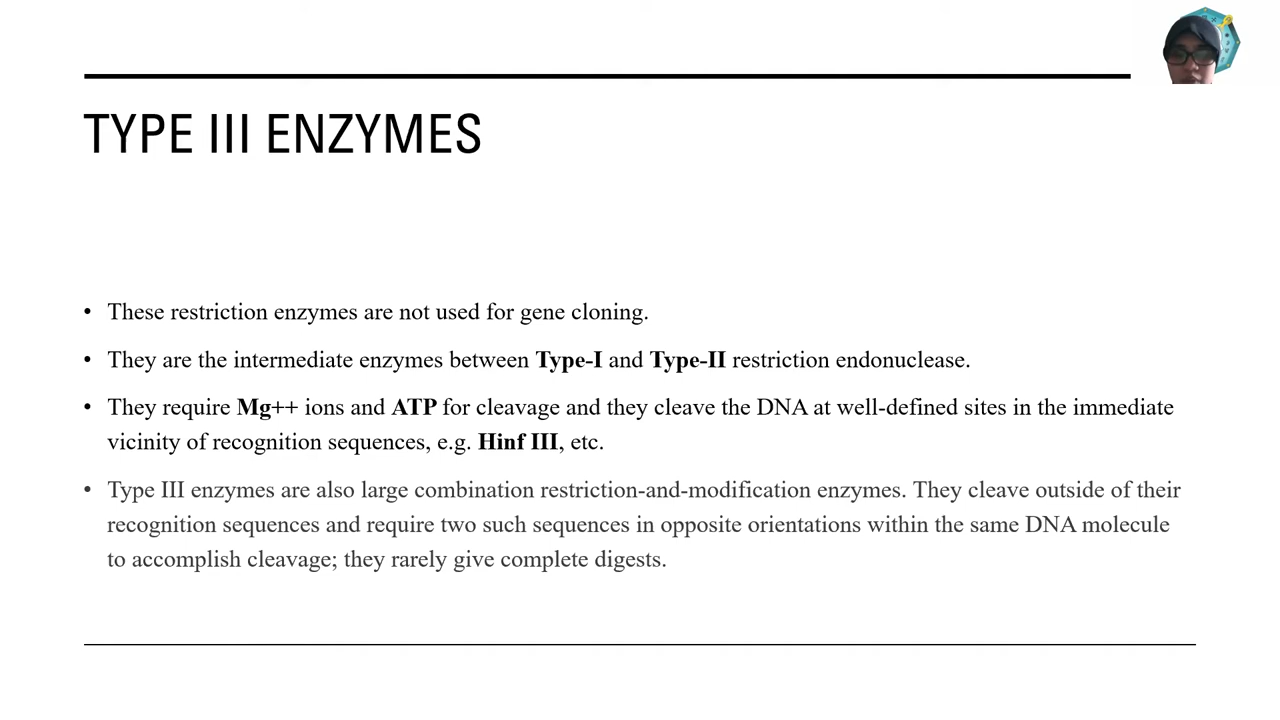 TYPE III ENZYMES
• These restriction enzymes are not used for gene cloning.
• They are the intermediate enzymes between Type-I and Type-II restriction endonuclease.
• They require Mg++ ions and ATP for cleavage and they cleave the DNA at well-defined sites in the immediate
vicinity of recognition sequences, e.g. Hinf III, etc.
• Type III enzymes are also large combination restriction-and-modification enzymes. They cleave outside of their
recognition sequences and require two such sequences in opposite orientations within the same DNA molecule
to accomplish cleavage; they rarely give complete digests.